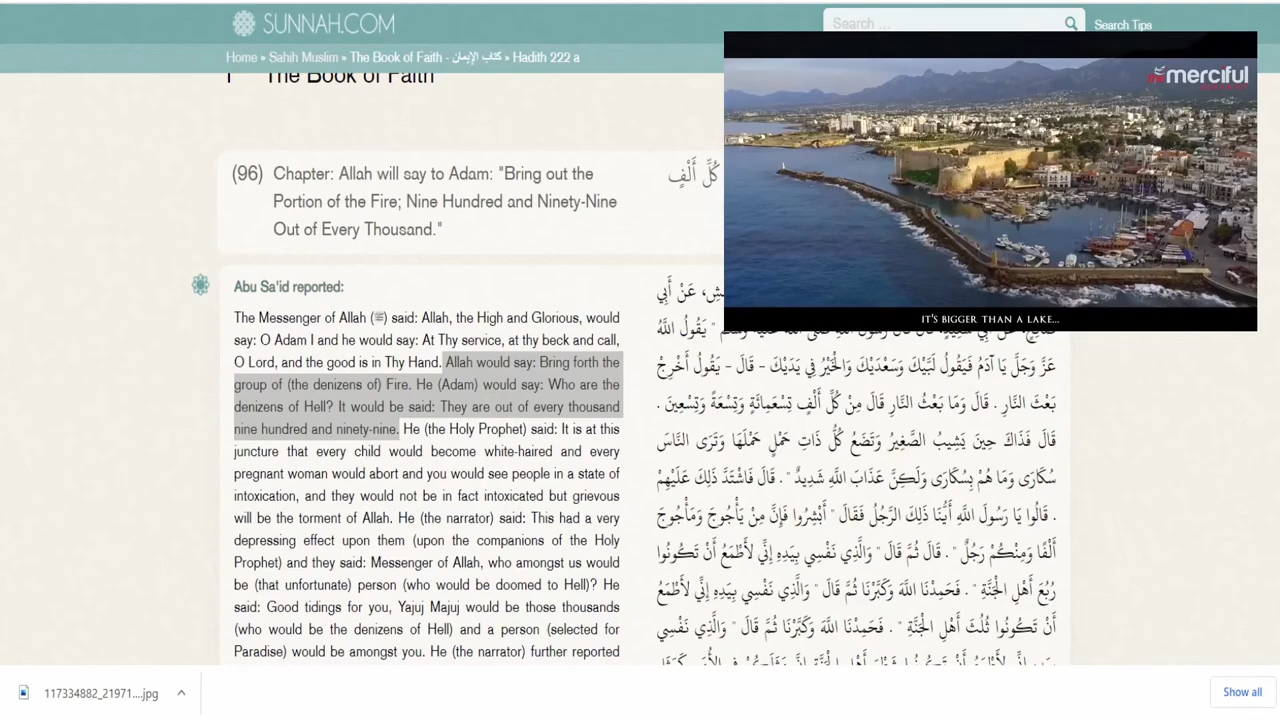 SUNNAH.COM
Search ...
Search Tips
Home » Sahih Muslim » The Book of Faith - كتاب الإيمان » Hadith 222 a
1 The Book of Faith
(96) Chapter: Allah will say to Adam: "Bring out the
Portion of the Fire; Nine Hundred and Ninety-Nine
Out of Every Thousand."
كُلِّ أَلْفٍ
merciful
IT'S BIGGER THAN A LAKE...
Abu Sa'id reported:
The Messenger of Allah (ﷺ) said: Allah, the High and Glorious, would
say: O Adam I and he would say: At Thy service, at thy beck and call,
O Lord, and the good is in Thy Hand. Allah would say: Bring forth the
group of (the denizens of) Fire. He (Adam) would say: Who are the
denizens of Hell? It would be said: They are out of every thousand
nine hundred and ninety-nine. He (the Holy Prophet) said: It is at this
juncture that every child would become white-haired and every
pregnant woman would abort and you would see people in a state of
intoxication, and they would not be in fact intoxicated but grievous
will be the torment of Allah. He (the narrator) said: This had a very
depressing effect upon them (upon the companions of the Holy
Prophet) and they said: Messenger of Allah, who amongst us would
be (that unfortunate) person (who would be doomed to Hell)? He
said: Good tidings for you, Yajuj Majuj would be those thousands
(who would be the denizens of Hell) and a person (selected for
Paradise) would be amongst you. He (the narrator) further reported
عَنْ أَبِي
" يَقُولُ اللَّهُ
عَزَّ وَجَلَّ يَا آدَمُ فَيَقُولُ لَبَّيْكَ وَسَعْدَيْكَ وَالْخَيْرُ فِي يَدَيْكَ - قَالَ - يَقُولُ أَخْرِجْ
بَعْثَ النَّارِ . قَالَ وَمَا بَعْثُ النَّارِ قَالَ مِنْ كُلِّ أَلْفٍ تِسْعَمِائَةٍ وَتِسْعَةً وَتِسْعِينَ .
قَالَ فَذَاكَ حِينَ يَشِيبُ الصَّغِيرُ وَتَضَعُ كُلُّ ذَاتِ حَمْلٍ حَمْلَهَا وَتَرَى النَّاسَ
سُكَارَى وَمَا هُمْ بِسُكَارَى وَلَكِنَّ عَذَابَ اللَّهِ شَدِيدٌ " . قَالَ فَاشْتَدَّ ذَلِكَ عَلَيْهِمْ
. قَالُوا يَا رَسُولَ اللَّهِ أَيُّنَا ذَلِكَ الرَّجُلُ فَقَالَ " أَبْشِرُوا فَإِنَّ مِنْ يَأْجُوجَ وَمَأْجُوجَ
أَلْفًا وَمِنْكُمْ رَجُلٌ " . قَالَ ثُمَّ قَالَ " وَالَّذِي نَفْسِي بِيَدِهِ إِنِّي لأَطْمَعُ أَنْ تَكُونُوا
رُبُعَ أَهْلِ الْجَنَّةِ " . فَحَمِدْنَا اللَّهَ وَكَبَّرْنَا ثُمَّ قَالَ " وَالَّذِي نَفْسِي بِيَدِهِ إِنِّي لأَطْمَعُ
أَنْ تَكُونُوا ثُلُثَ أَهْلِ الْجَنَّةِ " . فَحَمِدْنَا اللَّهَ وَكَبَّرْنَا ثُمَّ قَالَ " وَالَّذِي نَفْسِي
117334882_21971....jpg
Show all